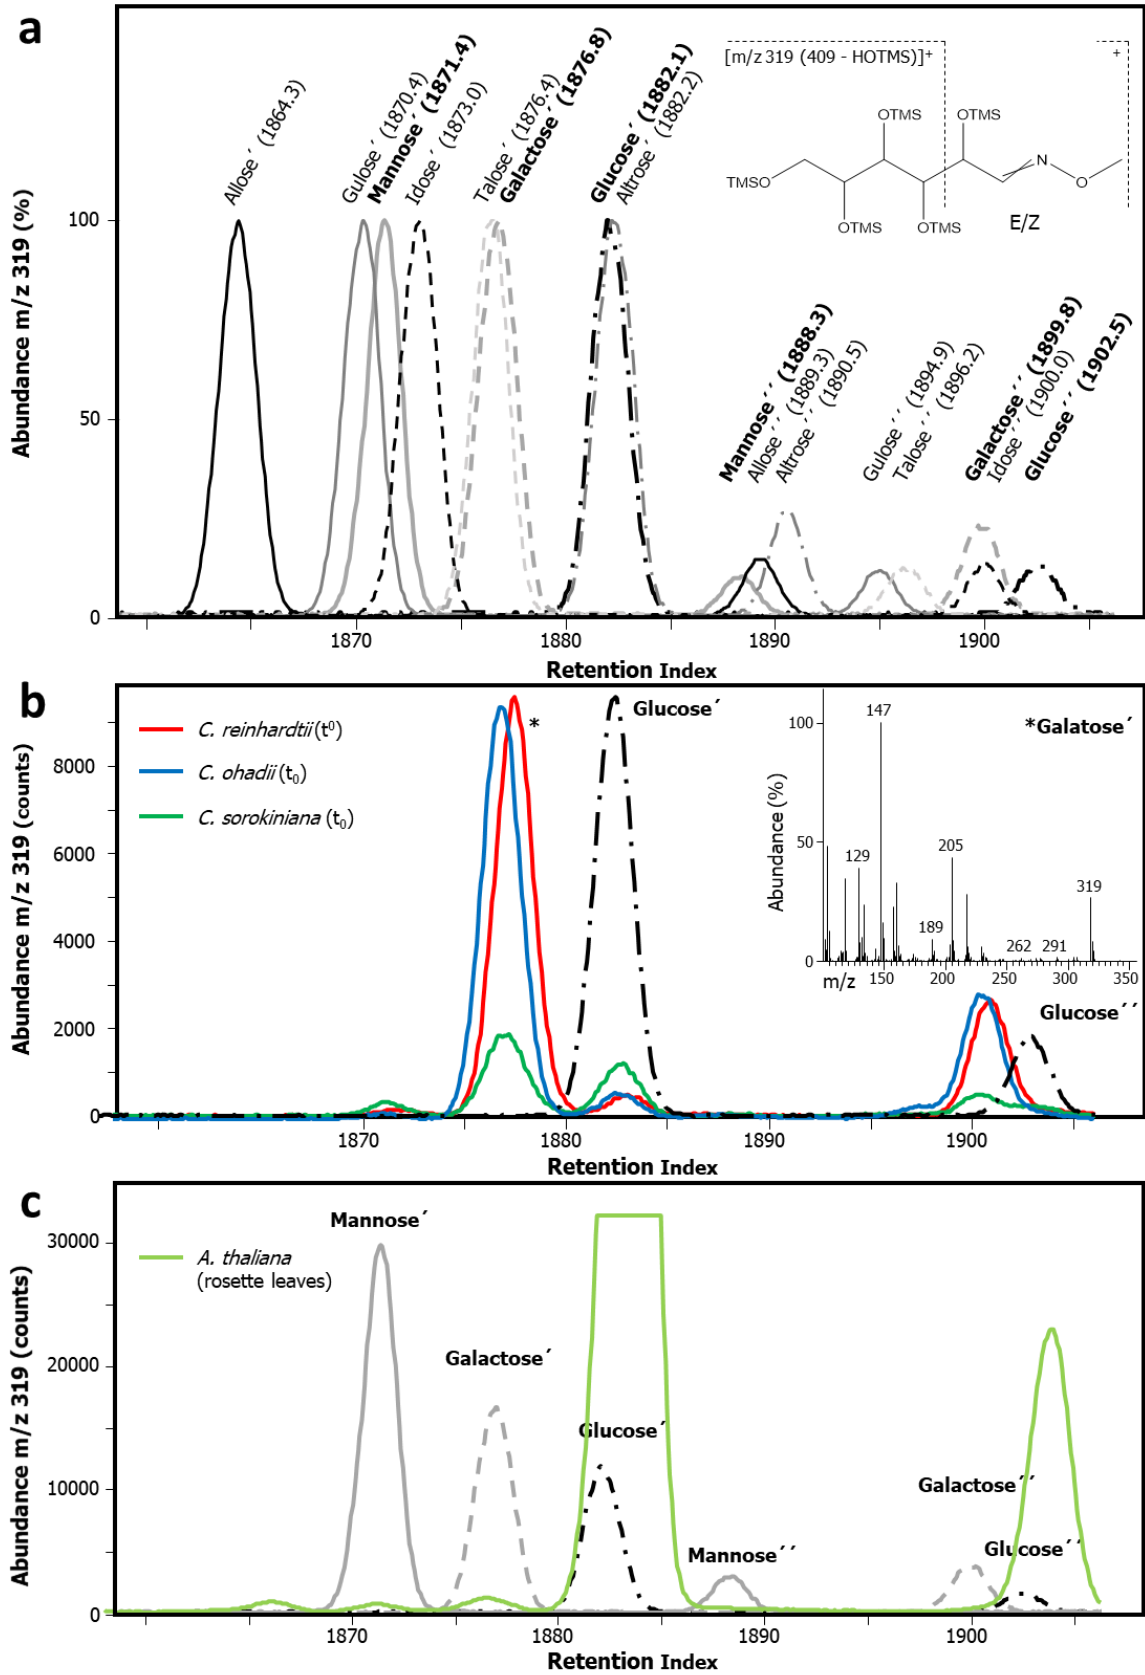 a
Abundance m/z 319 (%)
100
50
0
Allose´ (1864.3)
Gulose´ (1870.4)
Mannose´ (1871.4)
Idose´ (1873.0)
Talose´ (1876.4)
Galactose´ (1876.8)
Glucose´ (1882.1)
Altrose´ (1882.2)
Mannose´´ (1888.3)
Allose´´ (1889.3)
Altrose´´ (1890.5)
Gulose´´ (1894.9)
Talose´´ (1896.2)
Galactose´´ (1899.8)
Idose´´ (1900.0)
Glucose´´ (1902.5)
[m/z 319 (409 - HOTMS)]+
+
OTMS
OTMS
TMSO
N
O
OTMS
OTMS
E/Z
1870
1880
1890
1900
Retention Index
b
Abundance m/z 319 (counts)
8000
6000
4000
2000
0
C. reinhardtii (t0)
C. ohadii (t0)
C. sorokiniana (t0)
*
Glucose´
*Galatose´
Abundance (%)
100
50
0
147
129
205
189
262
291
319
m/z
150
200
250
300
350
Glucose´´
1870
1880
1890
1900
Retention Index
c
Abundance m/z 319 (counts)
30000
20000
10000
0
A. thaliana
(rosette leaves)
Mannose´
Galactose´
Glucose´
Mannose´´
Galactose´´
Glucose´´
1870
1880
1890
1900
Retention Index